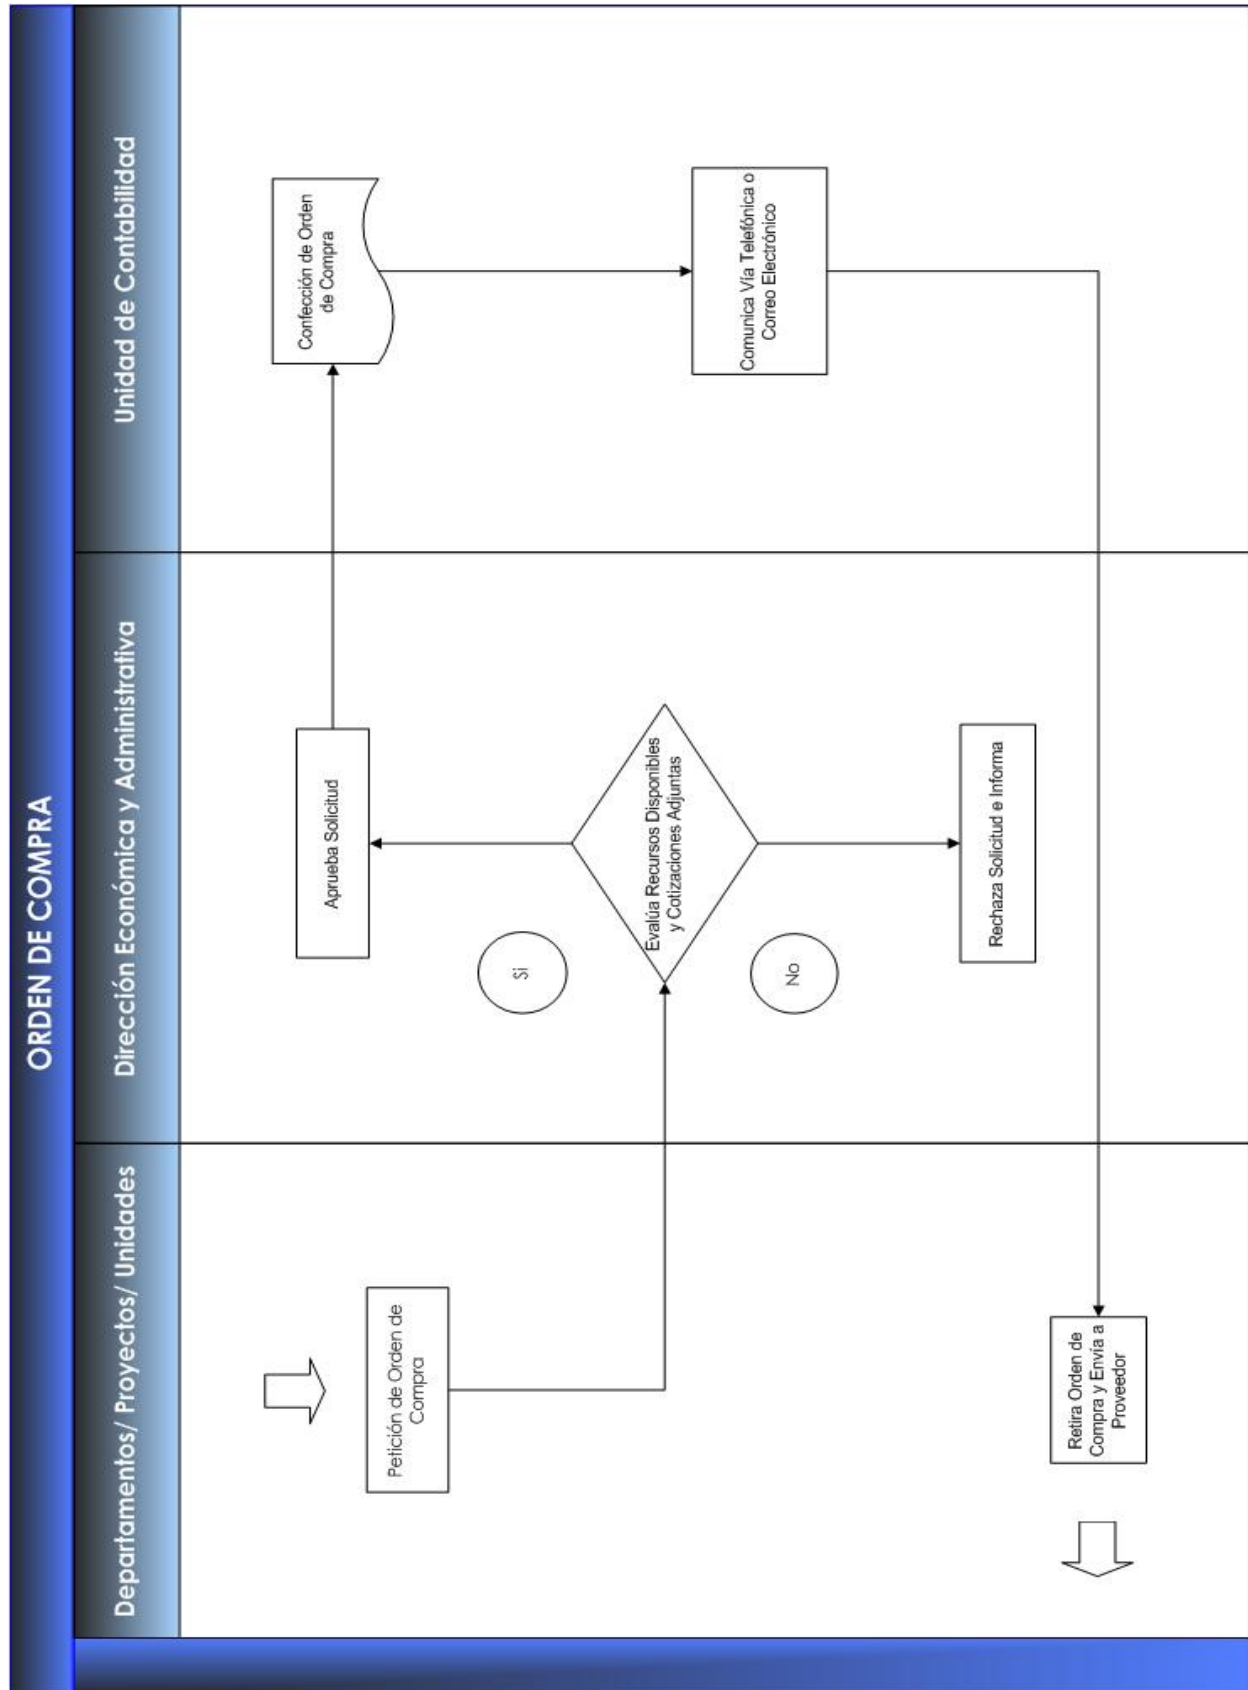 ORDEN DE COMPRA
Departamentos/ Proyectos/ Unidades
Dirección Económica y Administrativa
Unidad de Contabilidad
Petición de Orden de
Compra
Aprueba Solicitud
Confección de Orden
de Compra
Si
Evalúa Recursos Disponibles
y Cotizaciones Adjuntas
No
Comunica Vía Telefónica o
Correo Electrónico
Rechaza Solicitud e Informa
Retira Orden de
Compra y Envía a
Proveedor